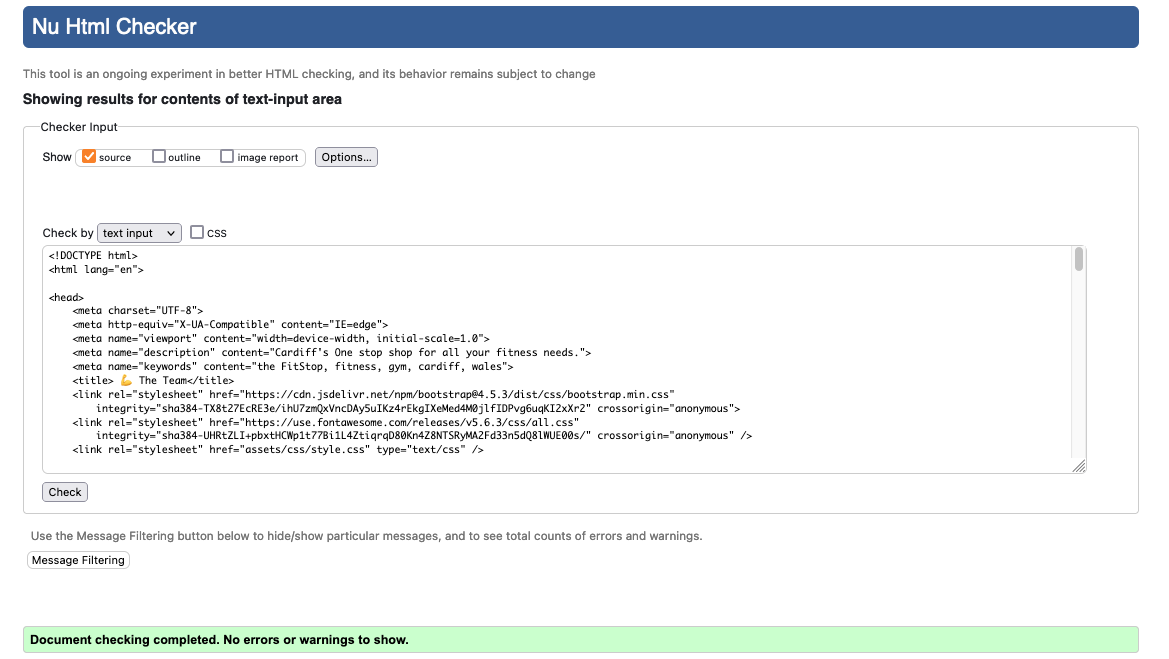 Nu Html Checker
This tool is an ongoing experiment in better HTML checking, and its behavior remains subject to change
Showing results for contents of text-input area
Checker Input
Show source outline image report Options...
Check by text input CSS
<!DOCTYPE html>
<html lang="en">
<head>
<meta charset="UTF-8">
<meta http-equiv="X-UA-Compatible" content="IE=edge">
<meta name="viewport" content="width=device-width, initial-scale=1.0">
<meta name="description" content="Cardiff's One stop shop for all your fitness needs.">
<meta name="keywords" content="the FitStop, fitness, gym, cardiff, wales">
<title> 💪 The Team</title>
<link rel="stylesheet" href="https://cdn.jsdelivr.net/npm/bootstrap@4.5.3/dist/css/bootstrap.min.css"
integrity="sha384-TX8t27EcRE3e/ihU7zmQxVncDAy5uIKz4rEkgIXeMed4M0jlfIDPvg6uqKI2xXr2" crossorigin="anonymous">
<link rel="stylesheet" href="https://use.fontawesome.com/releases/v5.6.3/css/all.css"
integrity="sha384-UHRtZLI+pbxtHCWp1t77Bi1L4ZtiqrqD80Kn4Z8NTSRyMA2Fd33n5dQ8lWUE00s/" crossorigin="anonymous" />
<link rel="stylesheet" href="assets/css/style.css" type="text/css" />
Check
Use the Message Filtering button below to hide/show particular messages, and to see total counts of errors and warnings.
Message Filtering
Document checking completed. No errors or warnings to show.